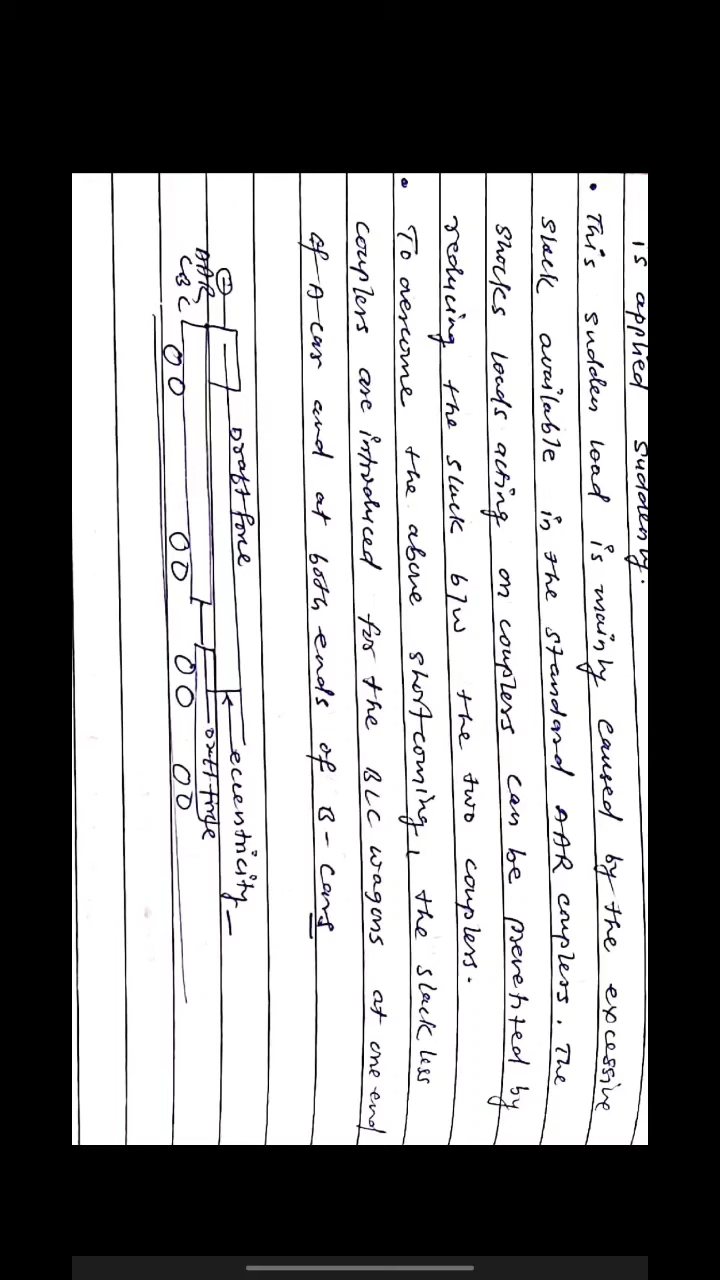 is applied suddenly.
• This sudden load is mainly caused by the excessive
slack available in the standard AAR couplers. The
shocks loads acting on couplers can be prevented by
reducing the slack b/w the two couplers.
• To overcome the above shortcoming, the slackless
couplers are introduced for the BLC wagons at one end
of A car and at both ends of B-cars
Draft force
eccentricity
draft force
AAR
CBC